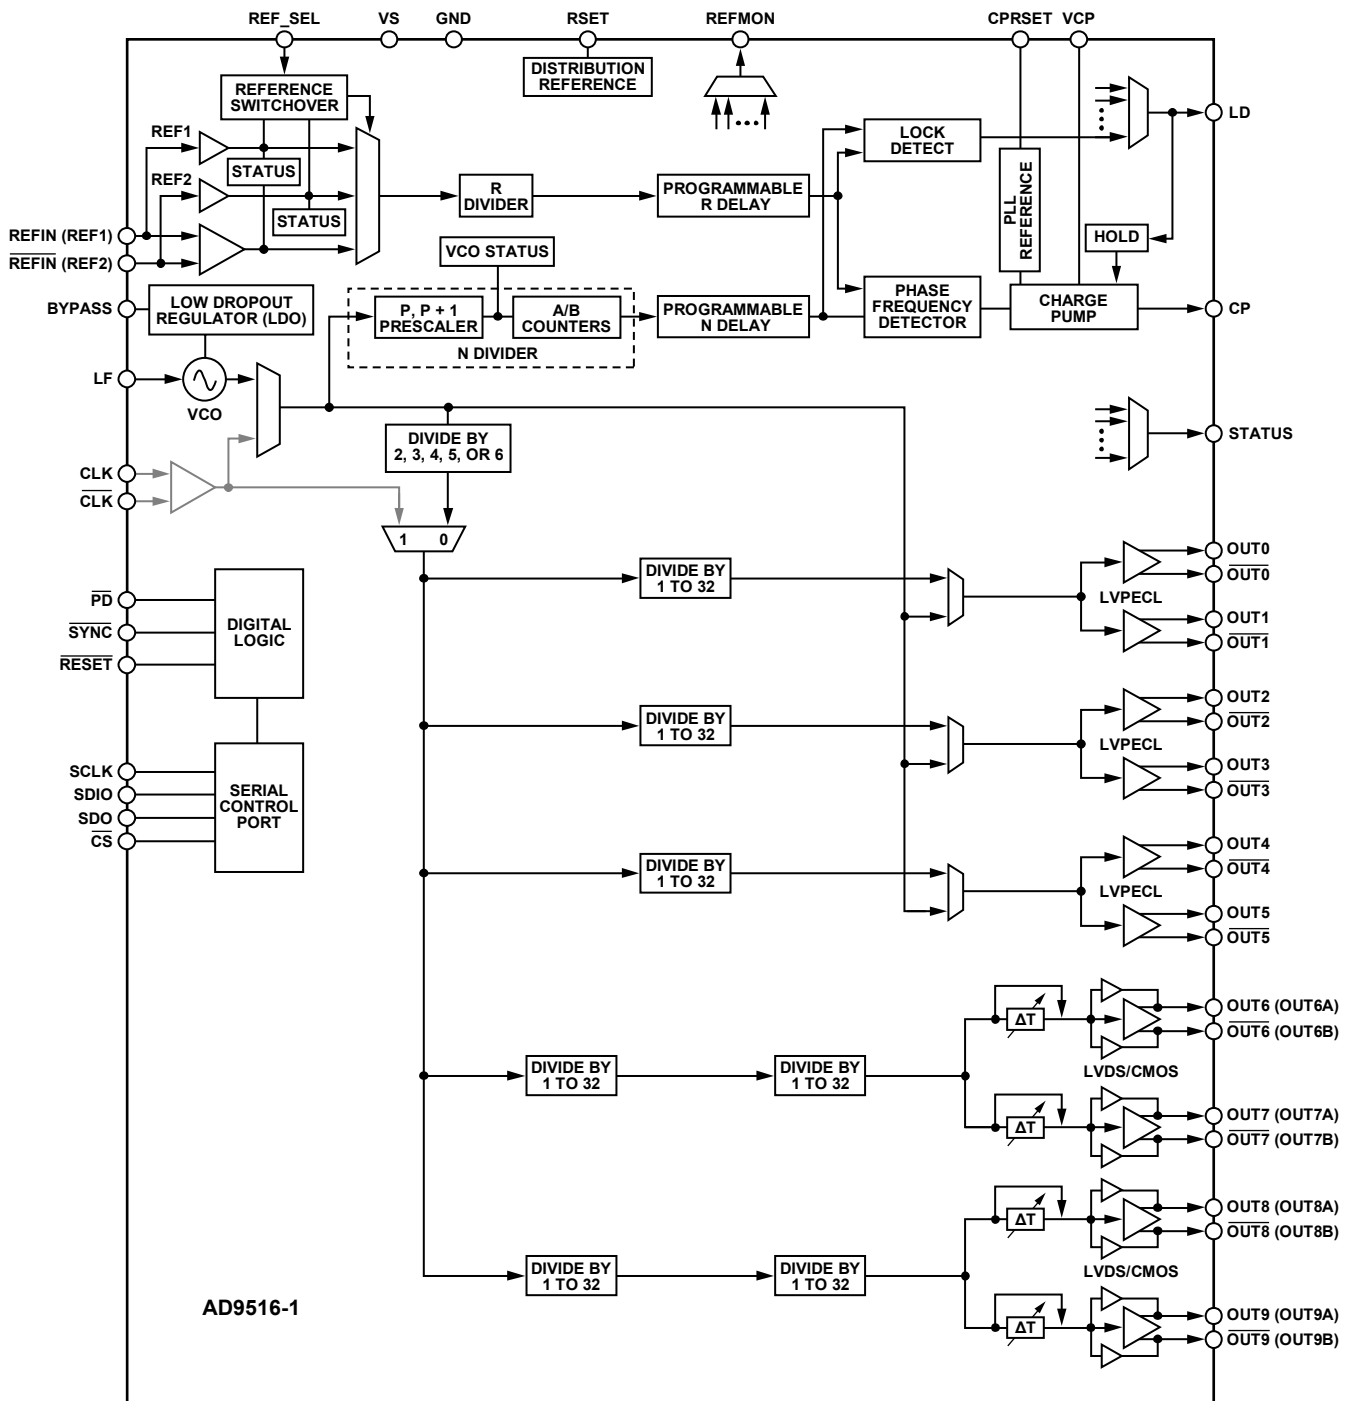 REF_SEL VS GND RSET REFMON CPRSET VCP
DISTRIBUTION
REFERENCE
REFERENCE
SWITCHOVER
REF1
STATUS
REF2
STATUS
REFIN (REF1)
REFIN (REF2)
BYPASS
LOW DROPOUT
REGULATOR (LDO)
LF
VCO
CLK
CLK
R
DIVIDER
PROGRAMMABLE
R DELAY
VCO STATUS
P, P + 1
PRESCALER
A/B
COUNTERS
N DIVIDER
PROGRAMMABLE
N DELAY
LOCK
DETECT
PLL
REFERENCE
HOLD
PHASE
FREQUENCY
DETECTOR
CHARGE
PUMP
LD
CP
STATUS
DIVIDE BY
2, 3, 4, 5, OR 6
1 0
PD
SYNC
RESET
DIGITAL
LOGIC
SCLK
SDIO
SDO
CS
SERIAL
CONTROL
PORT
DIVIDE BY
1 TO 32
LVPECL
OUT0
OUT0
OUT1
OUT1
DIVIDE BY
1 TO 32
LVPECL
OUT2
OUT2
OUT3
OUT3
DIVIDE BY
1 TO 32
LVPECL
OUT4
OUT4
OUT5
OUT5
DIVIDE BY
1 TO 32
DIVIDE BY
1 TO 32
ΔT
ΔT
LVDS/CMOS
OUT6 (OUT6A)
OUT6 (OUT6B)
OUT7 (OUT7A)
OUT7 (OUT7B)
DIVIDE BY
1 TO 32
DIVIDE BY
1 TO 32
ΔT
ΔT
LVDS/CMOS
OUT8 (OUT8A)
OUT8 (OUT8B)
OUT9 (OUT9A)
OUT9 (OUT9B)
AD9516-1